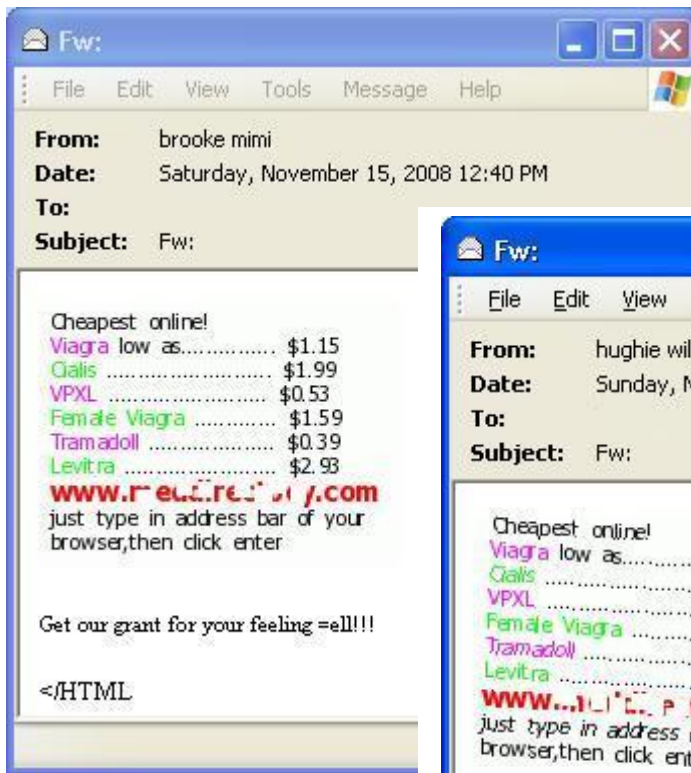 Fw:
File Edit View Tools Message Help
From: brooke mimi
Date: Saturday, November 15, 2008 12:40 PM
To:
Subject: Fw:
Cheapest online!
Viagra low as............... $1.15
Cialis ........................ $1.99
VPXL ....................... $0.53
Female Viagra ............ $1.59
Tramadoll .................. $0.39
Levitra ...................... $2.93
just type in address bar of your
browser,then click enter
Get our grant for your feeling =ell!!!
</HTML
Fw:
File Edit View
From: hughie wil
Date: Sunday, N
To:
Subject: Fw:
Cheapest online!
Viagra low as...........
Cialis ...................
VPXL ...................
Female Viagra ...........
Tramadoll ................
Levitra ..................
just type in address
browser,then click ent